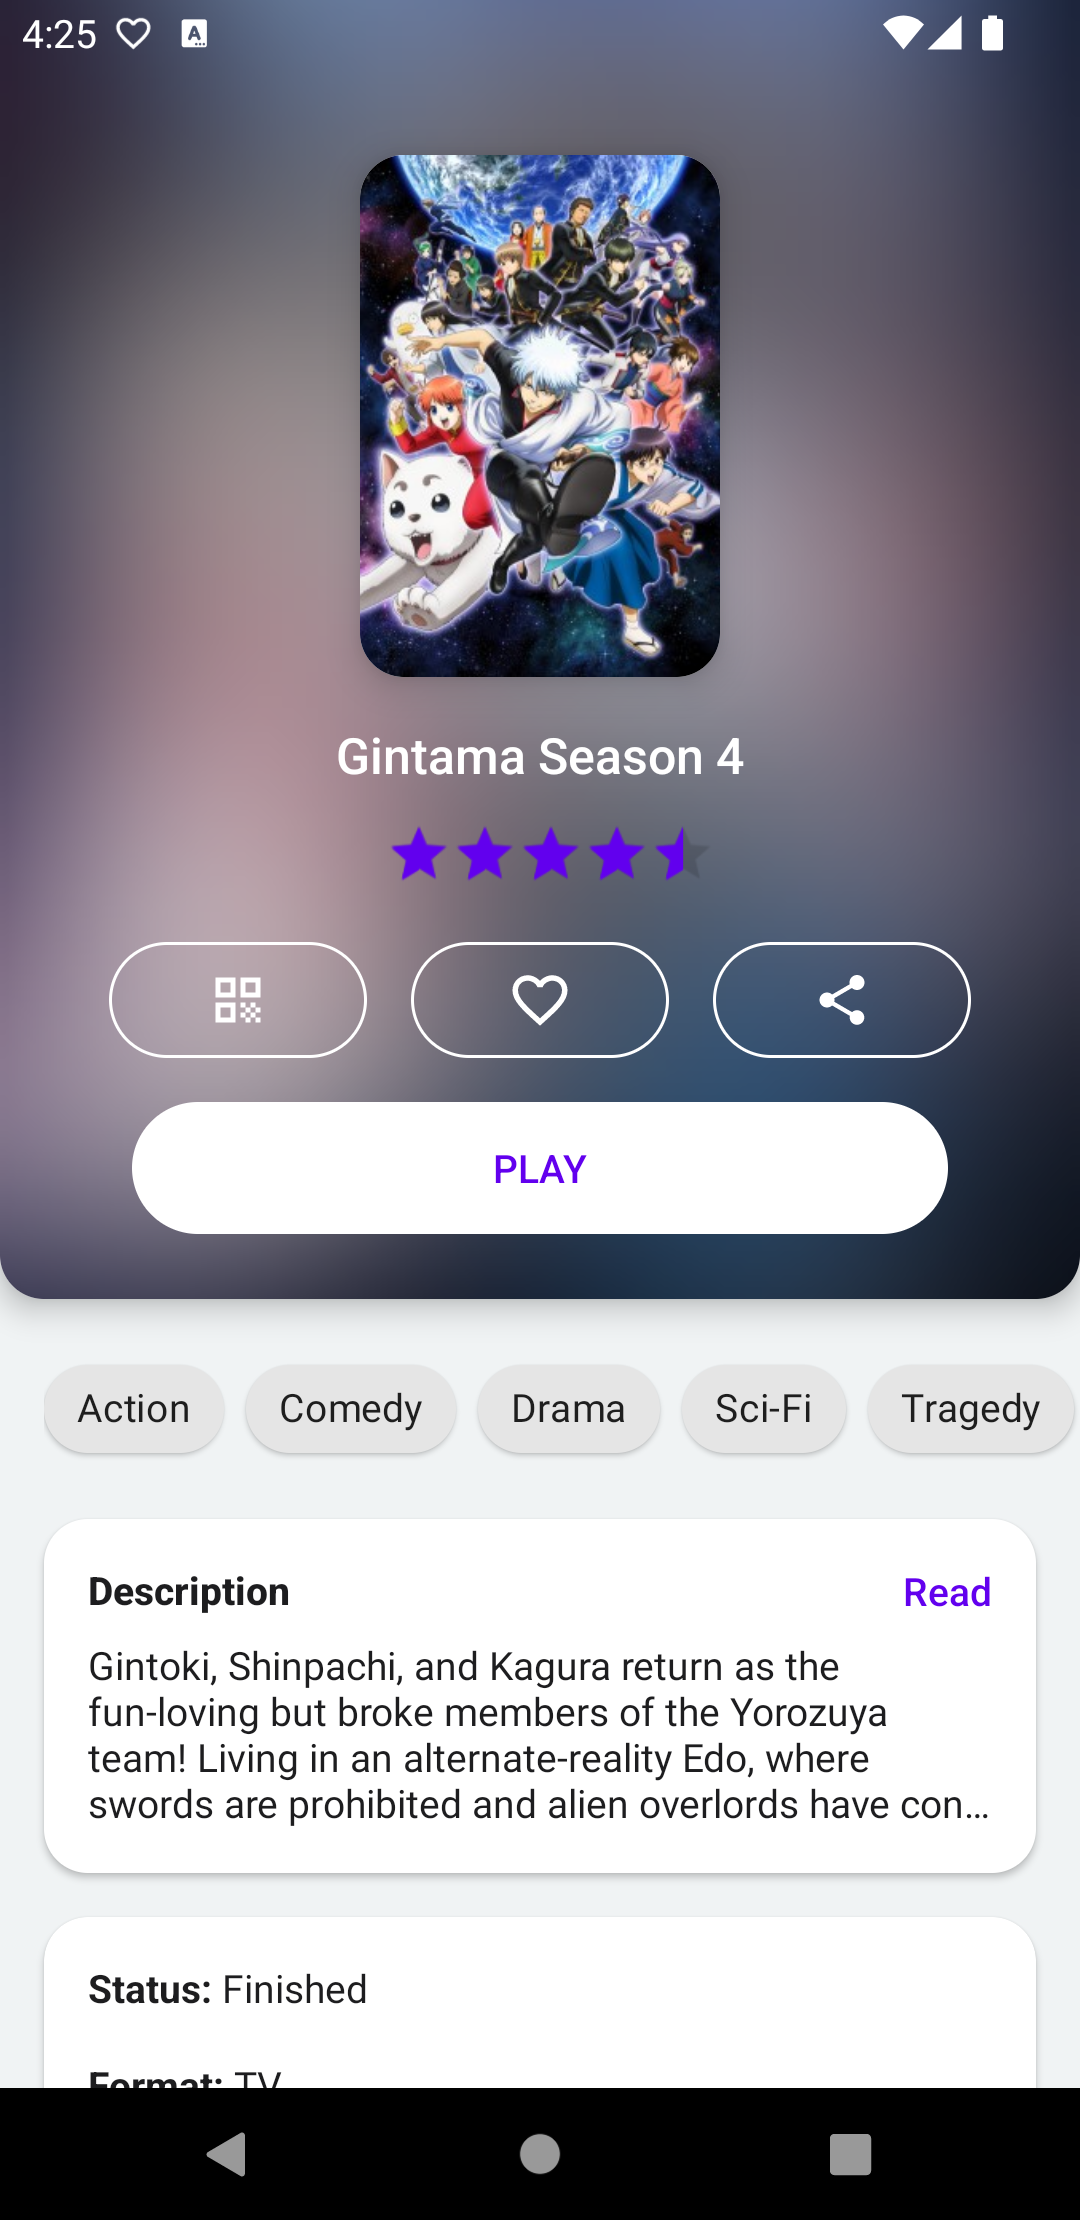 4:25
Gintama Season 4
PLAY
Action Comedy Drama Sci-Fi Tragedy
Description Read
Gintoki, Shinpachi, and Kagura return as the
fun-loving but broke members of the Yorozuya
team! Living in an alternate-reality Edo, where
swords are prohibited and alien overlords have con…
Status: Finished
Format: TV